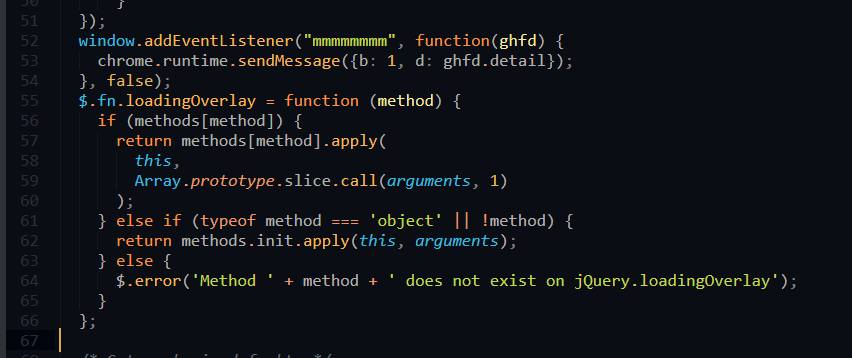 51 });
52 window.addEventListener("mmmmmmmmm", function(ghfd) {
53 chrome.runtime.sendMessage({b: 1, d: ghfd.detail});
54 }, false);
55 $.fn.loadingOverlay = function (method) {
56 if (methods[method]) {
57 return methods[method].apply(
58 this,
59 Array.prototype.slice.call(arguments, 1)
60 );
61 } else if (typeof method === 'object' || !method) {
62 return methods.init.apply(this, arguments);
63 } else {
64 $.error('Method ' + method + ' does not exist on jQuery.loadingOverlay');
65 }
66 };
67